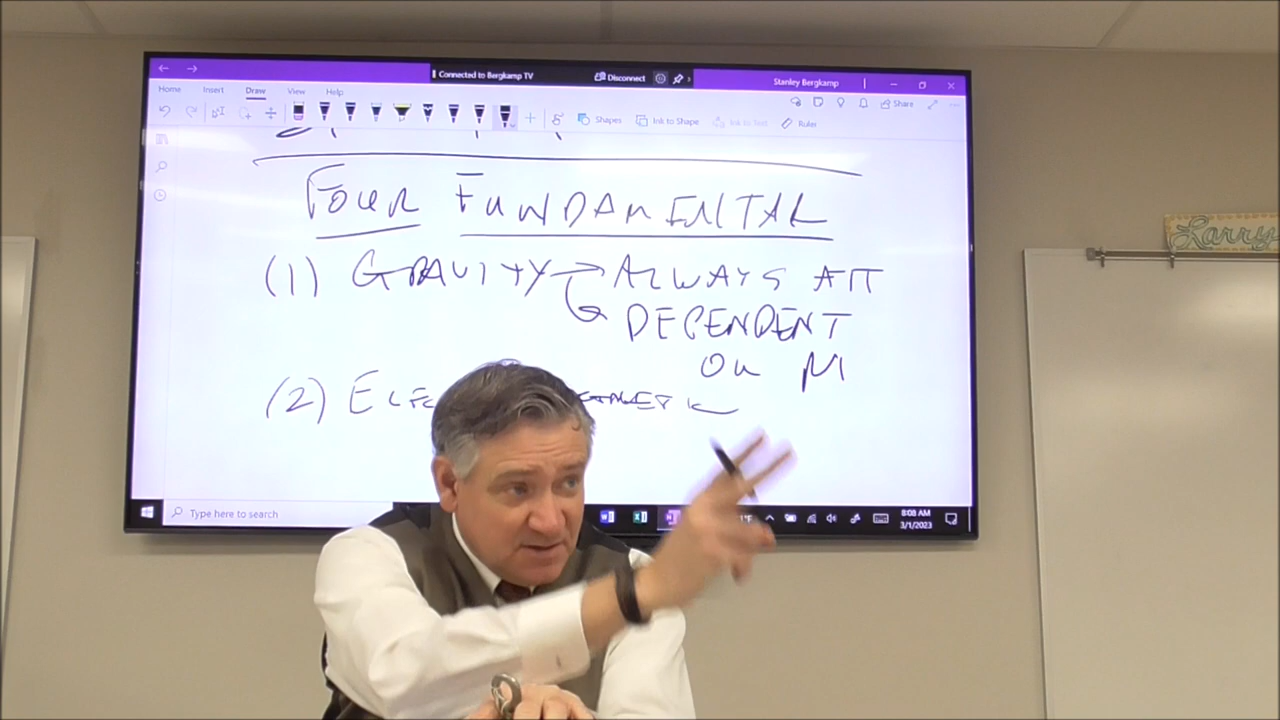 Connected to Bergkamp TV Disconnect
Stanley Bergkamp
Home Insert Draw View Help
Share
Shapes Ink to Shape Ink to Text Ruler
FOUR FUNDAMENTAL
(1) GRAVITY → ALWAYS ATT
DEPENDENT
ON M
(2)
Type here to search
8:08 AM
3/1/2023
Larry